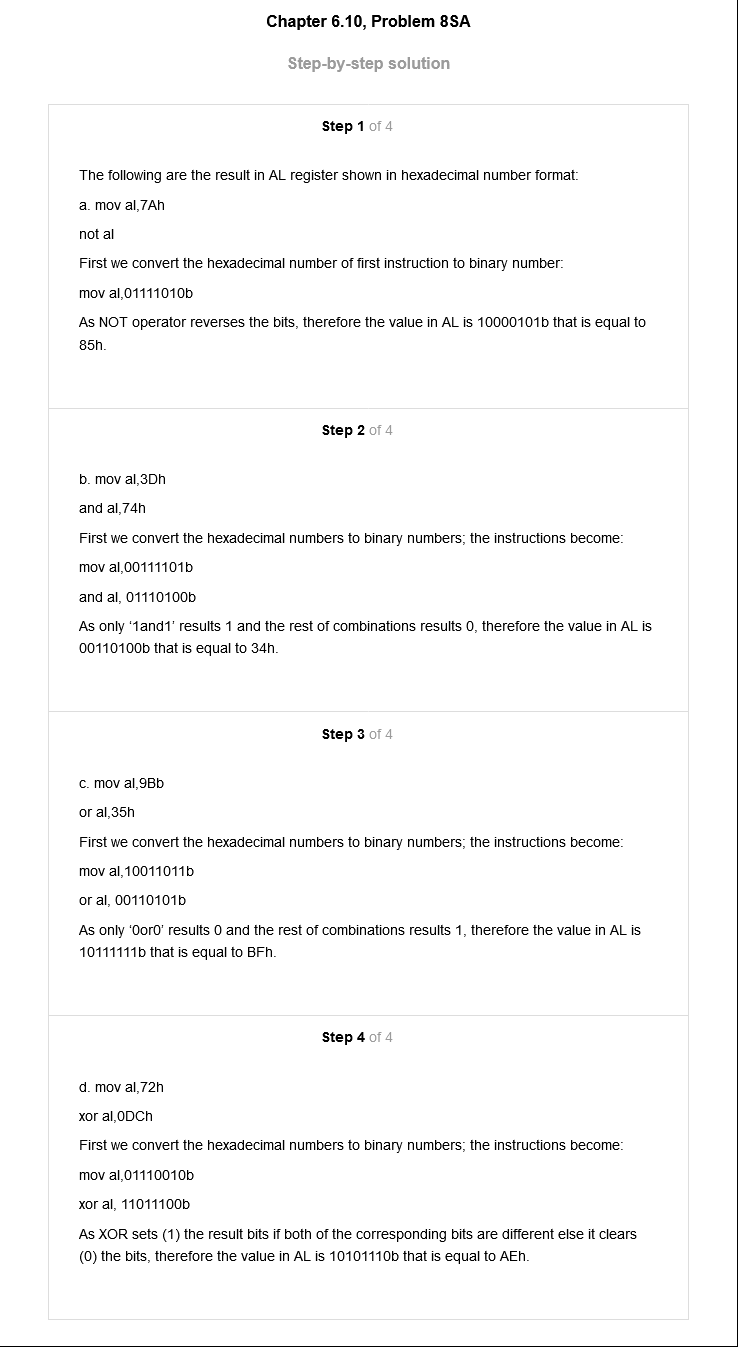 Chapter 6.10, Problem 8SA
Step-by-step solution
Step 1 of 4
The following are the result in AL register shown in hexadecimal number format:
a. mov al,7Ah
not al
First we convert the hexadecimal number of first instruction to binary number:
mov al,01111010b
As NOT operator reverses the bits, therefore the value in AL is 10000101b that is equal to
85h.
Step 2 of 4
b. mov al,3Dh
and al,74h
First we convert the hexadecimal numbers to binary numbers; the instructions become:
mov al,00111101b
and al, 01110100b
As only ‘1and1’ results 1 and the rest of combinations results 0, therefore the value in AL is
00110100b that is equal to 34h.
Step 3 of 4
c. mov al,9Bb
or al,35h
First we convert the hexadecimal numbers to binary numbers; the instructions become:
mov al,10011011b
or al, 00110101b
As only ‘0or0’ results 0 and the rest of combinations results 1, therefore the value in AL is
10111111b that is equal to BFh.
Step 4 of 4
d. mov al,72h
xor al,0DCh
First we convert the hexadecimal numbers to binary numbers; the instructions become:
mov al,01110010b
xor al, 11011100b
As XOR sets (1) the result bits if both of the corresponding bits are different else it clears
(0) the bits, therefore the value in AL is 10101110b that is equal to AEh.